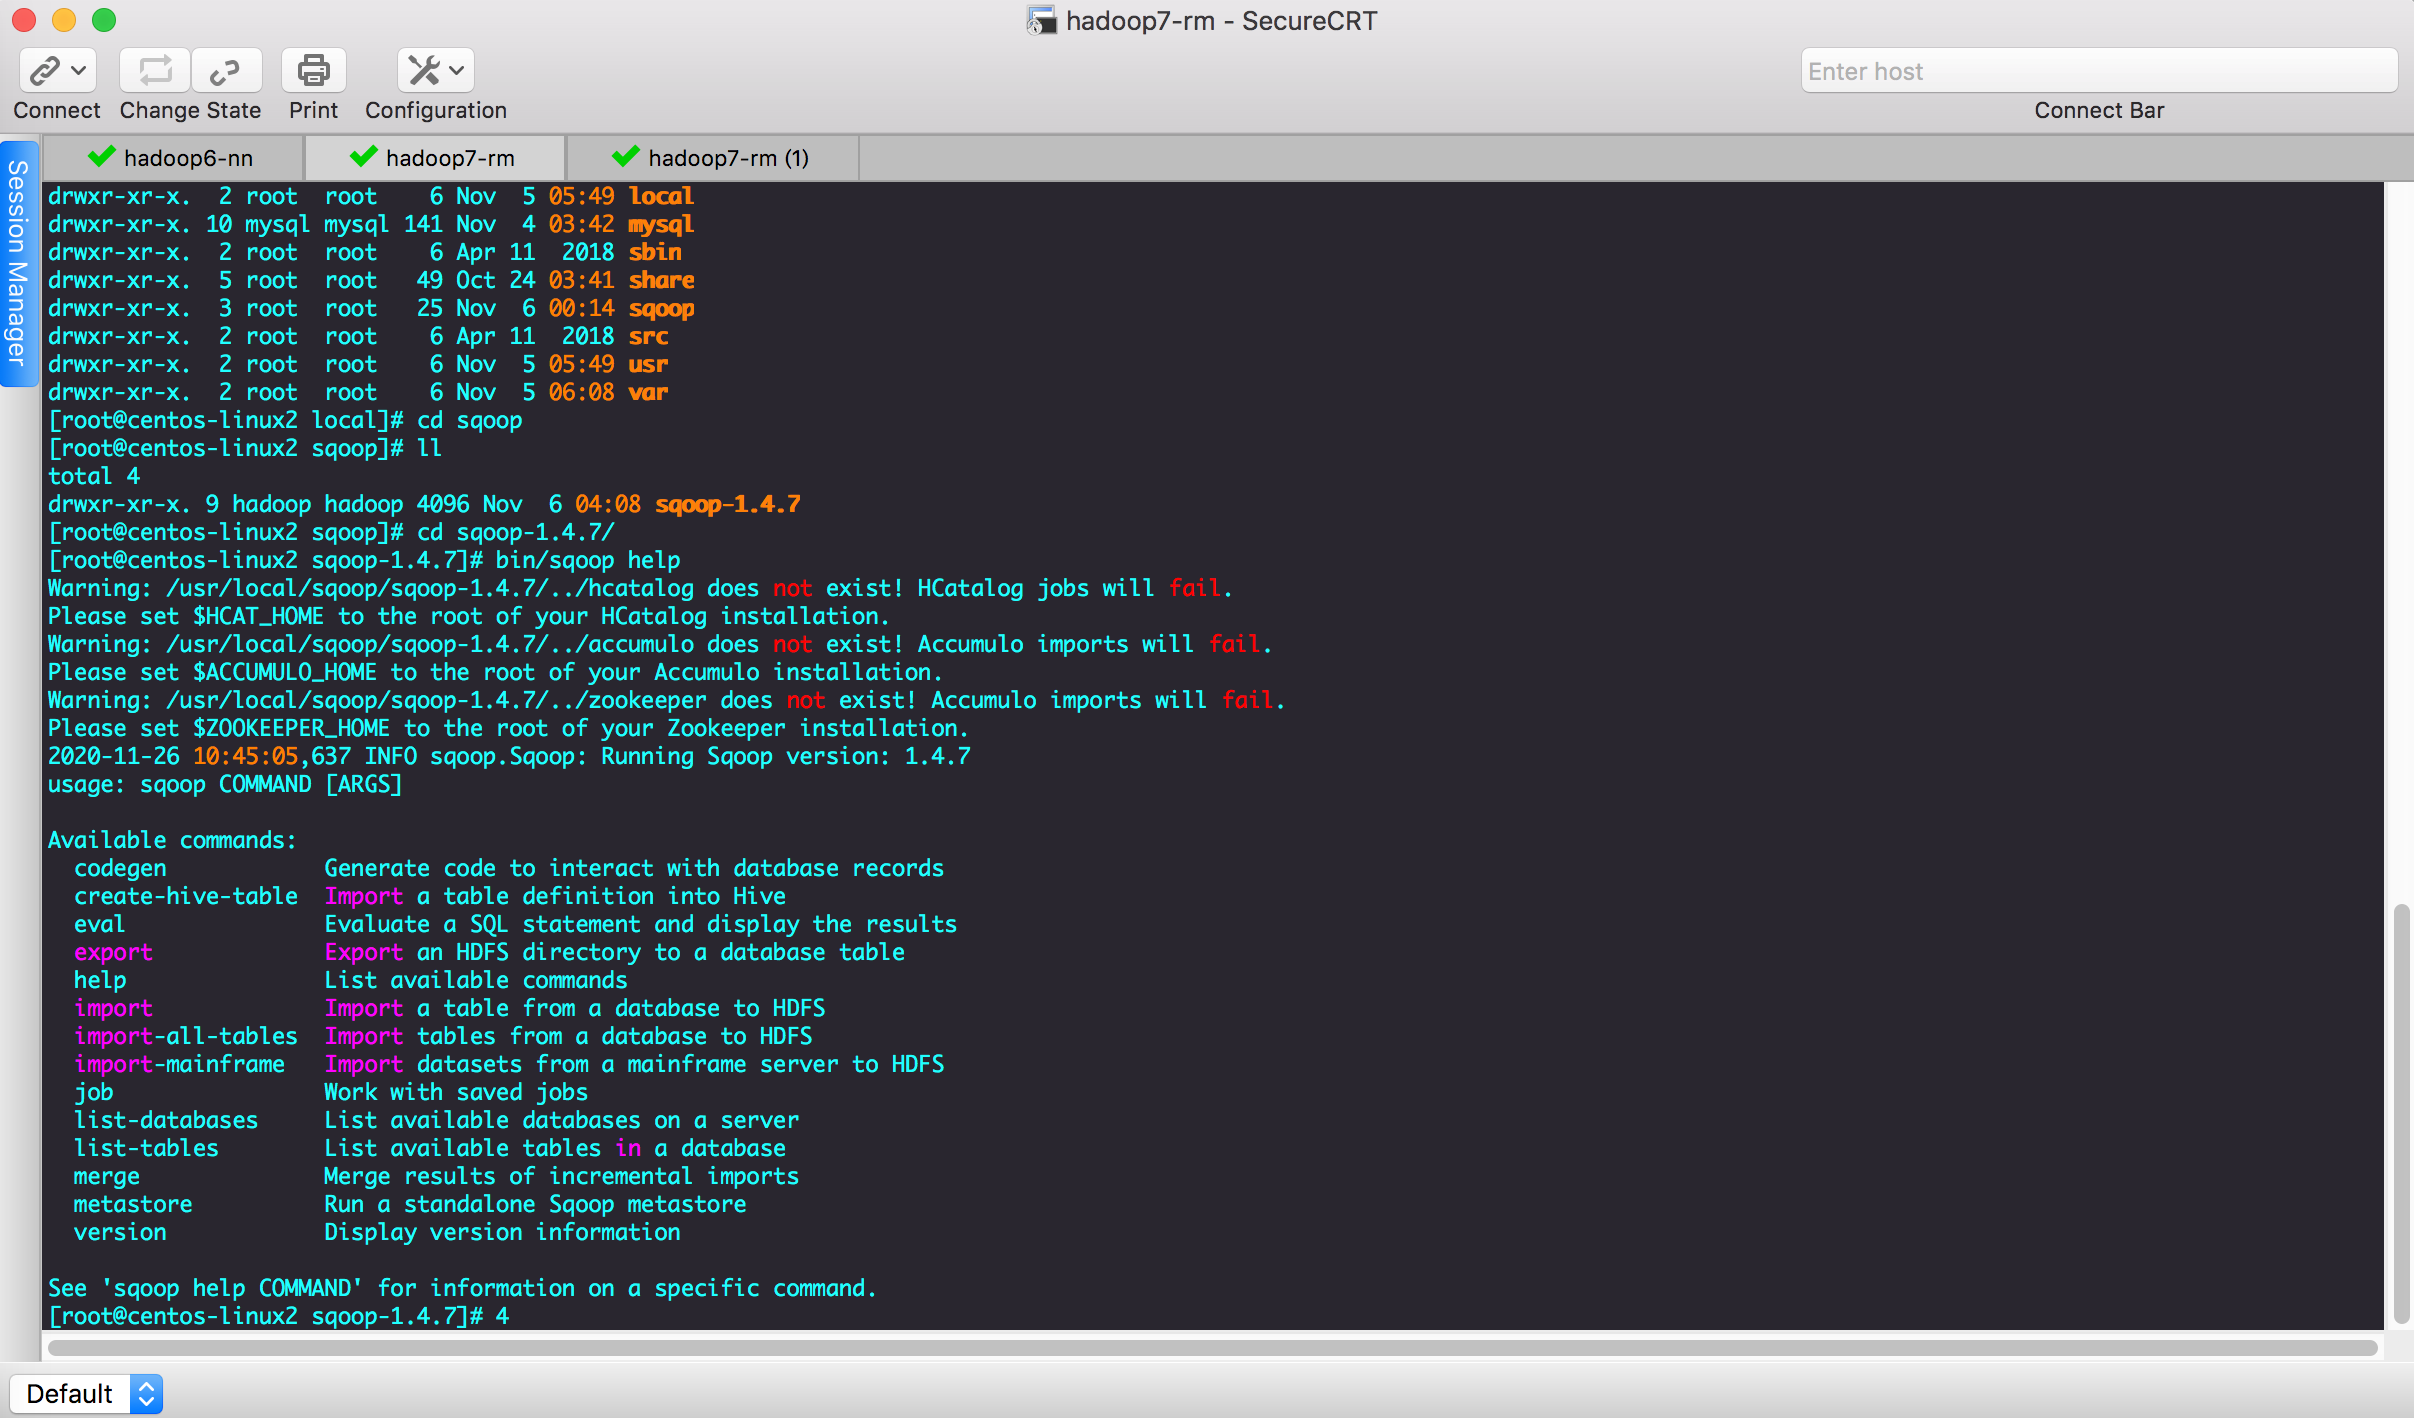 hadoop7-rm - SecureCRT
Enter host
Connect Change State Print Configuration Connect Bar
Session Manager
hadoop6-nn hadoop7-rm hadoop7-rm (1)
drwxr-xr-x.  2 root  root    6 Nov  5 05:49 local
drwxr-xr-x. 10 mysql mysql 141 Nov  4 03:42 mysql
drwxr-xr-x.  2 root  root    6 Apr 11  2018 sbin
drwxr-xr-x.  5 root  root   49 Oct 24 03:41 share
drwxr-xr-x.  3 root  root   25 Nov  6 00:14 sqoop
drwxr-xr-x.  2 root  root    6 Apr 11  2018 src
drwxr-xr-x.  2 root  root    6 Nov  5 05:49 usr
drwxr-xr-x.  2 root  root    6 Nov  5 06:08 var
[root@centos-linux2 local]# cd sqoop
[root@centos-linux2 sqoop]# ll
total 4
drwxr-xr-x. 9 hadoop hadoop 4096 Nov  6 04:08 sqoop-1.4.7
[root@centos-linux2 sqoop]# cd sqoop-1.4.7/
[root@centos-linux2 sqoop-1.4.7]# bin/sqoop help
Warning: /usr/local/sqoop/sqoop-1.4.7/../hcatalog does not exist! HCatalog jobs will fail.
Please set $HCAT_HOME to the root of your HCatalog installation.
Warning: /usr/local/sqoop/sqoop-1.4.7/../accumulo does not exist! Accumulo imports will fail.
Please set $ACCUMULO_HOME to the root of your Accumulo installation.
Warning: /usr/local/sqoop/sqoop-1.4.7/../zookeeper does not exist! Accumulo imports will fail.
Please set $ZOOKEEPER_HOME to the root of your Zookeeper installation.
2020-11-26 10:45:05,637 INFO sqoop.Sqoop: Running Sqoop version: 1.4.7
usage: sqoop COMMAND [ARGS]
Available commands:
  codegen            Generate code to interact with database records
  create-hive-table  Import a table definition into Hive
  eval               Evaluate a SQL statement and display the results
  export             Export an HDFS directory to a database table
  help               List available commands
  import             Import a table from a database to HDFS
  import-all-tables  Import tables from a database to HDFS
  import-mainframe   Import datasets from a mainframe server to HDFS
  job                Work with saved jobs
  list-databases     List available databases on a server
  list-tables        List available tables in a database
  merge              Merge results of incremental imports
  metastore          Run a standalone Sqoop metastore
  version            Display version information
See 'sqoop help COMMAND' for information on a specific command.
[root@centos-linux2 sqoop-1.4.7]# 4
Default